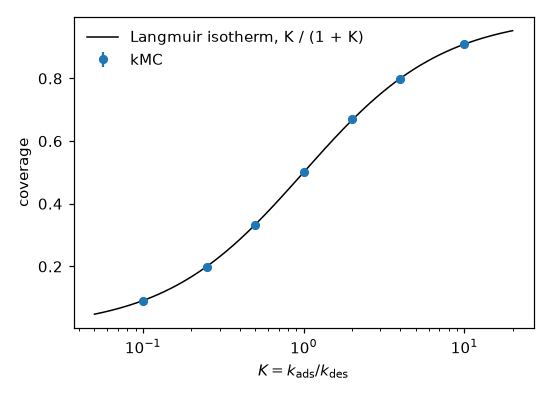 Langmuir isotherm, K / (1 + K)
kMC
coverage
0.8
0.6
0.4
0.2
10⁻¹
10⁰
10¹
K = k_ads/k_des